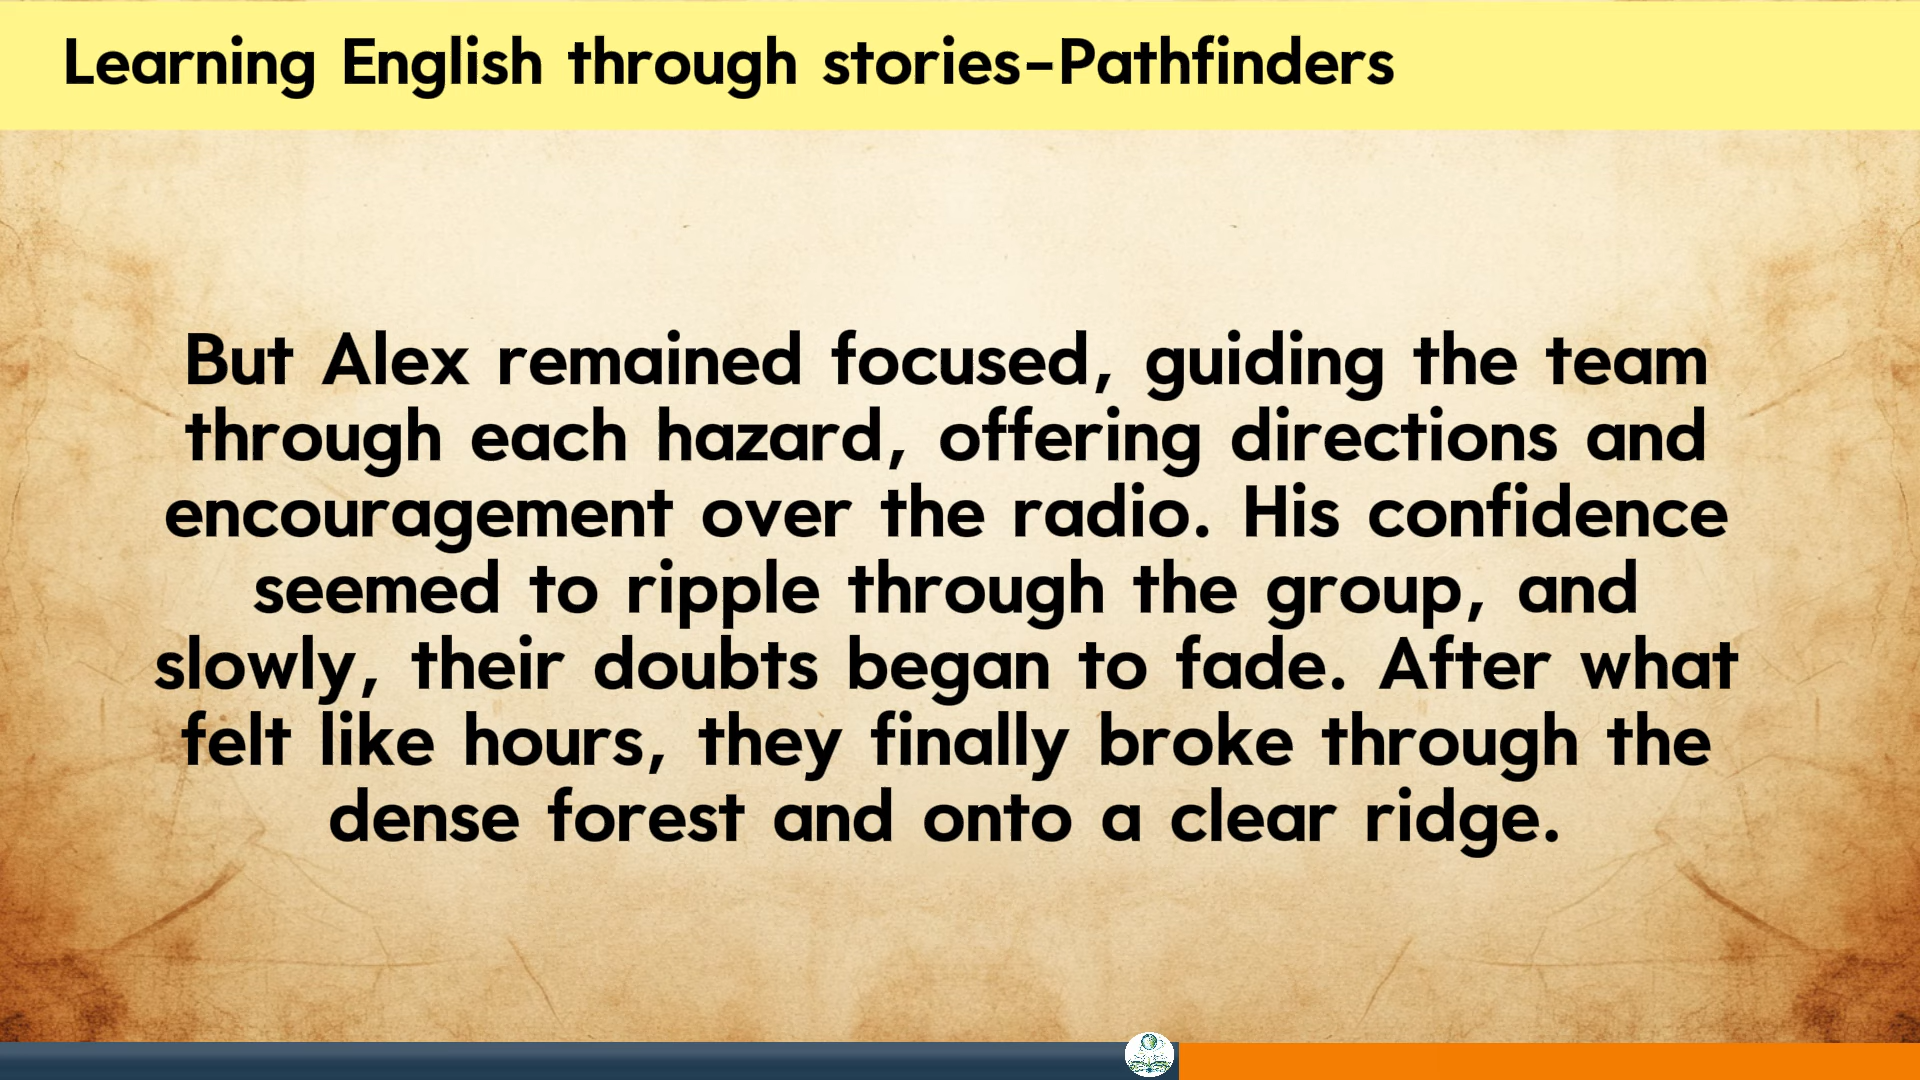 Learning English through stories-Pathfinders
But Alex remained focused, guiding the team
through each hazard, offering directions and
encouragement over the radio. His confidence
seemed to ripple through the group, and
slowly, their doubts began to fade. After what
felt like hours, they finally broke through the
dense forest and onto a clear ridge.